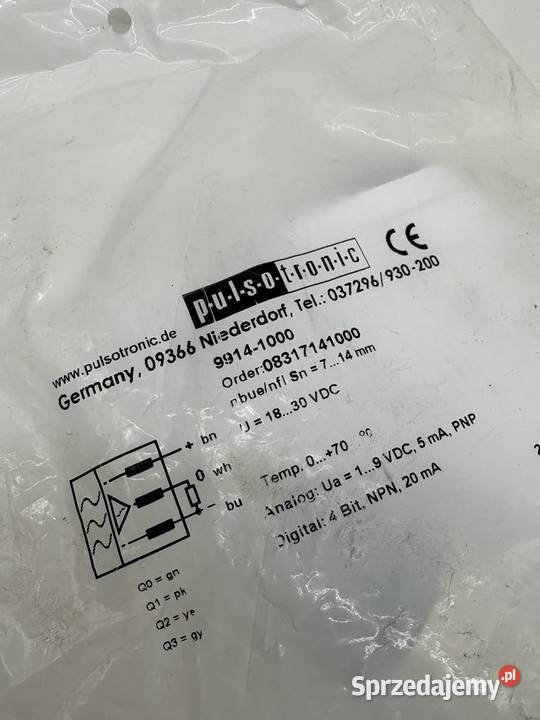 p·u·l·s·o·t·r·o·n·i·c CE
www.pulsotronic.de
Germany, 09366 Niederdorf, Tel.: 037296/930-200
9914-1000
Order:08317141000
nbue/nfl Sn = 7...14 mm
U = 18...30 VDC
Temp. 0...+70 °C
Analog: Ua = 1...9 VDC, 5 mA, PNP
Digital: 4 Bit, NPN, 20 mA
+ bn
wh
- bu
Q0 = gn
Q1 = pk
Q2 = ye
Q3 = gy
Sprzedajemy.pl